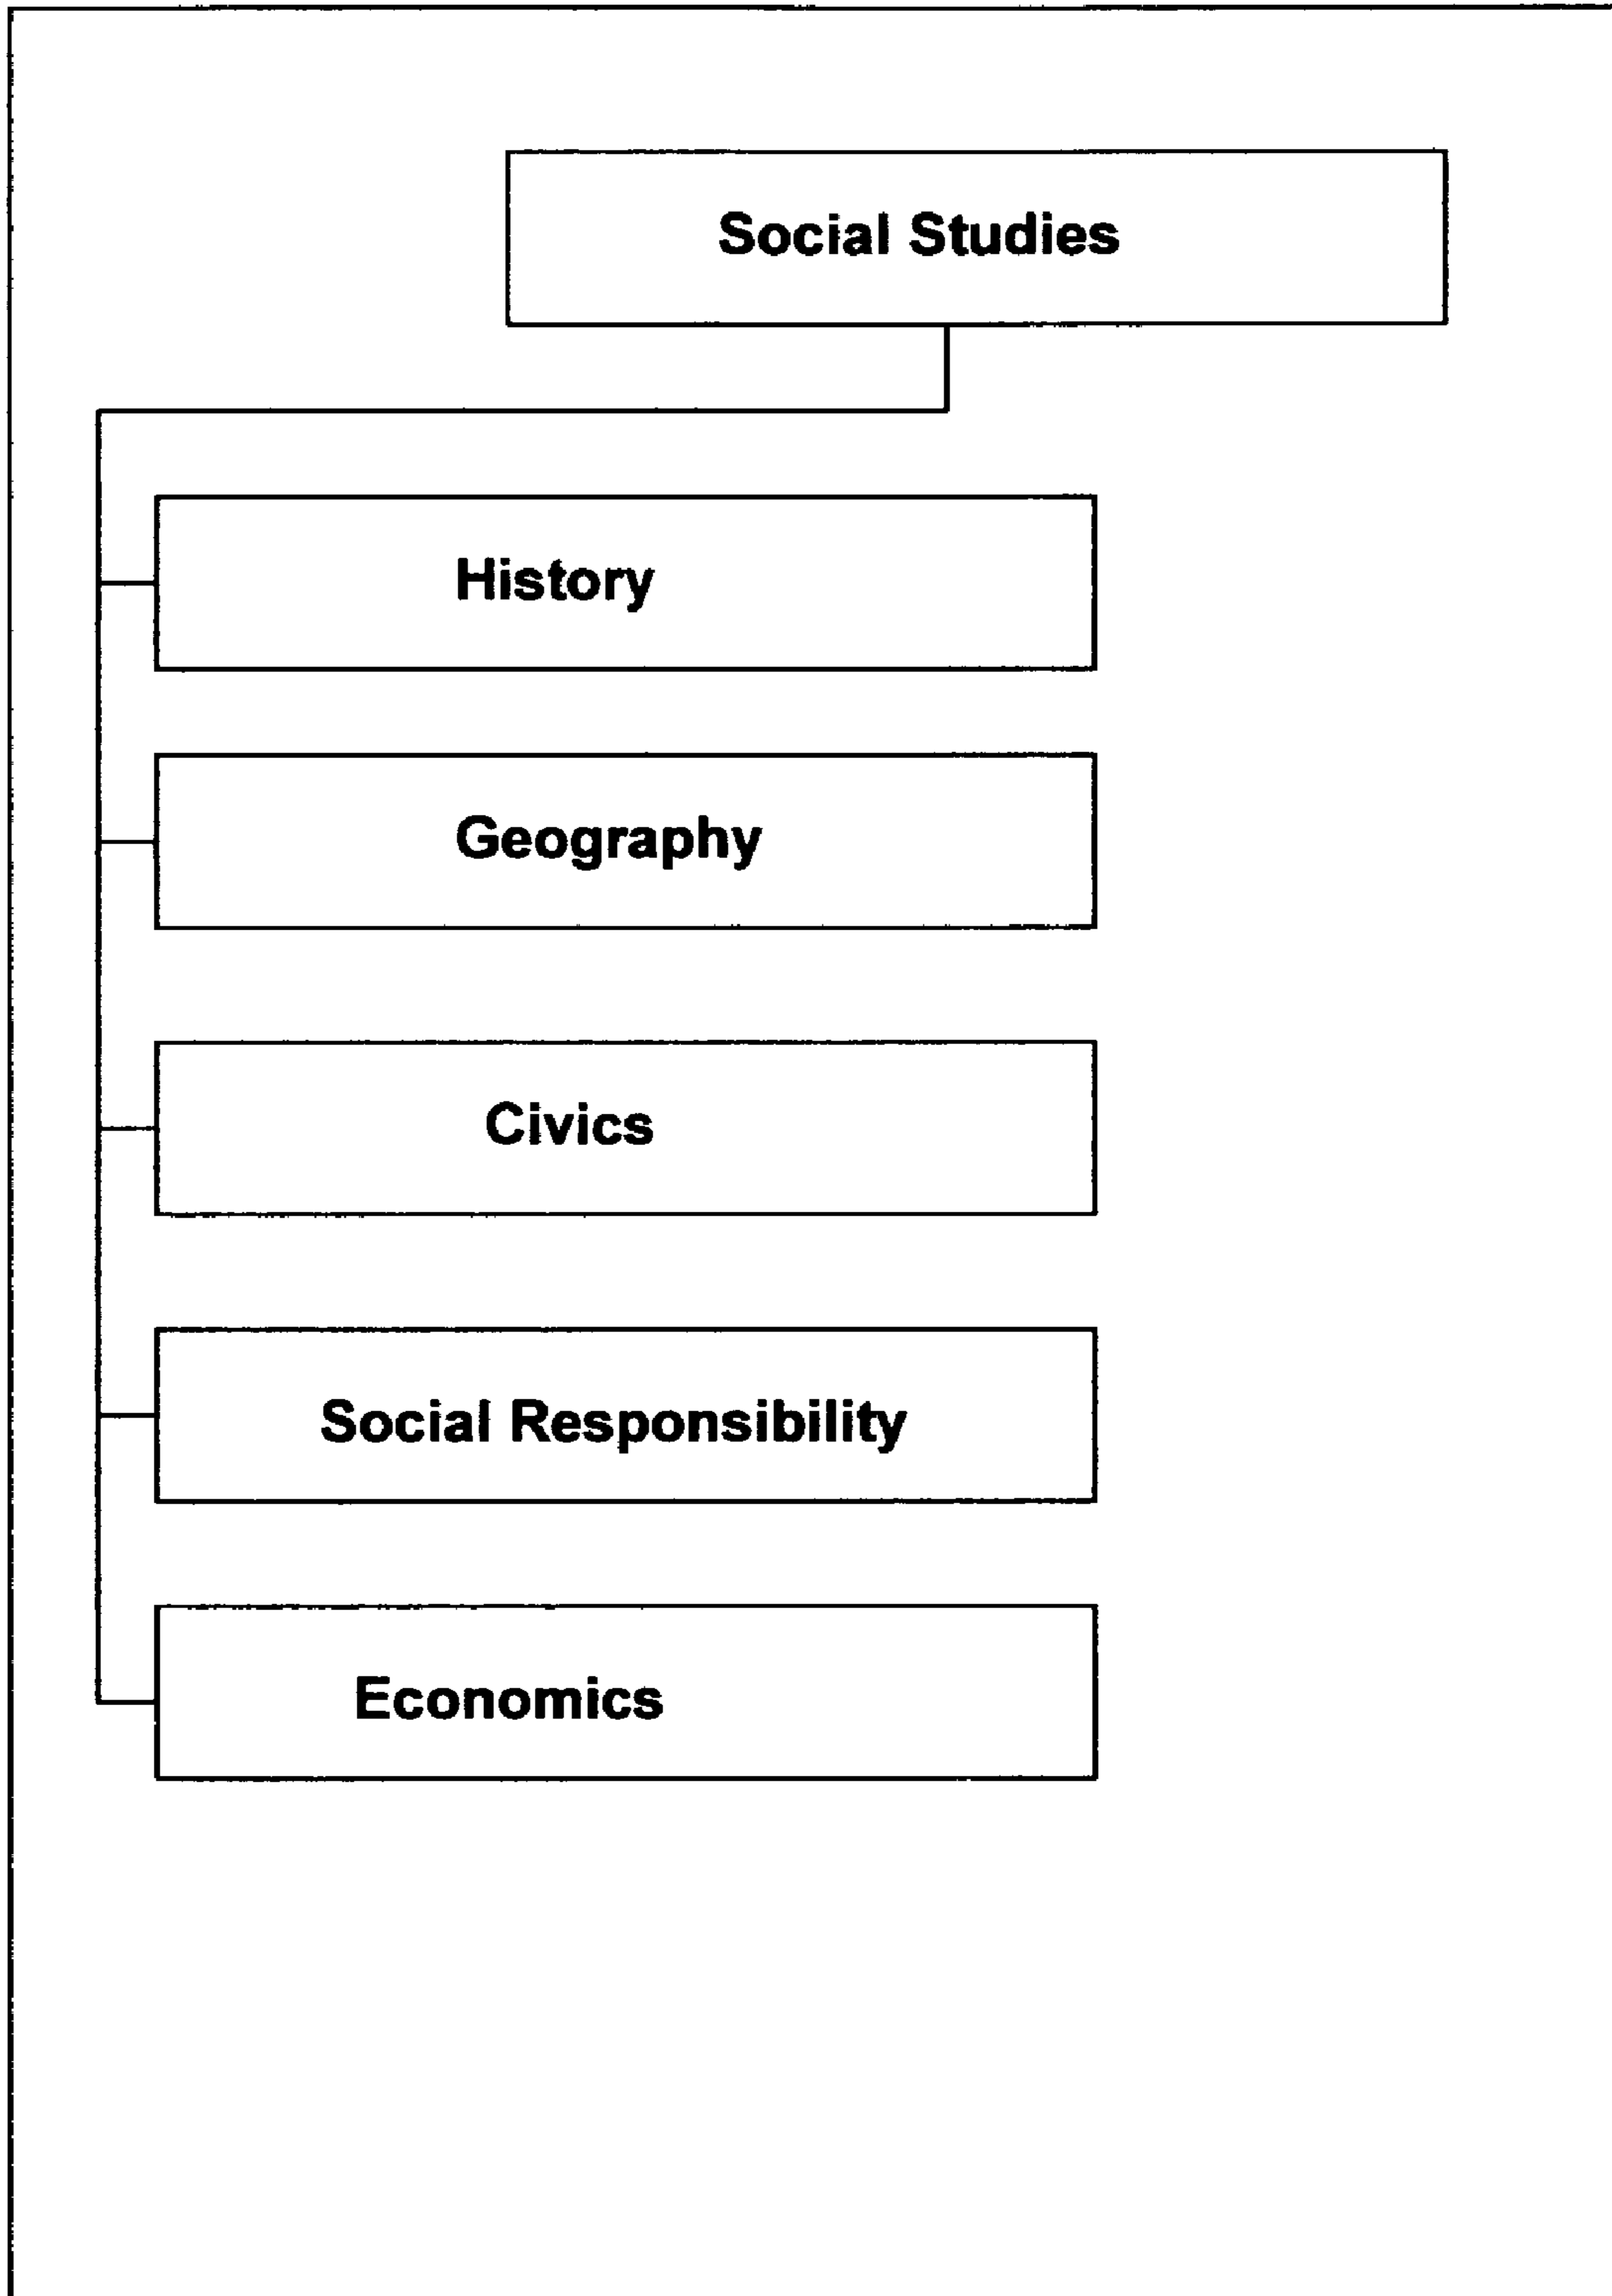 Social Studies
History
Geography
Civics
Social Responsibility
Economics